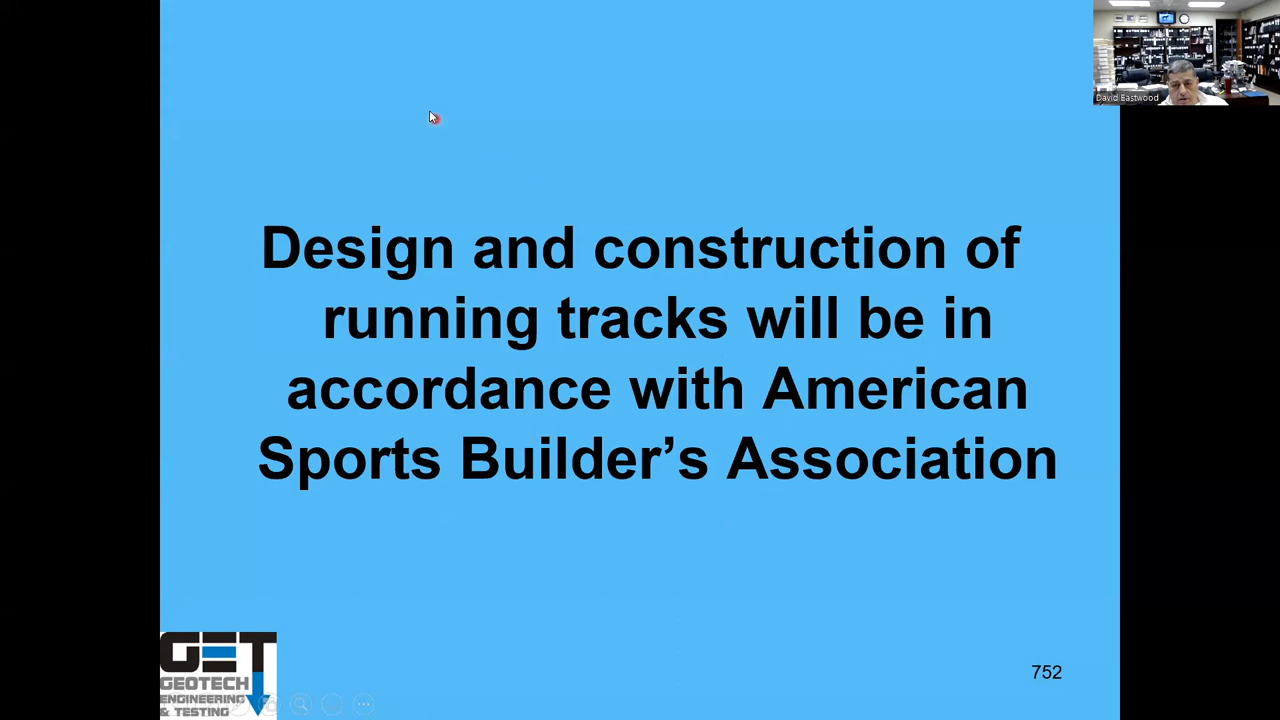 David Eastwood
Design and construction of
running tracks will be in
accordance with American
Sports Builder’s Association
GET
GEOTECH
ENGINEERING
& TESTING
752